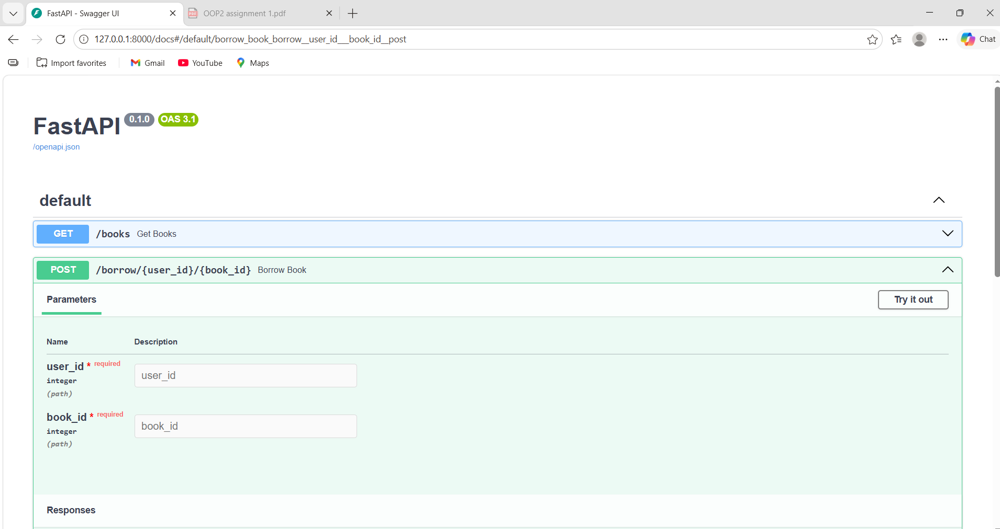 FastAPI - Swagger UI
OOP2 assignment 1.pdf
127.0.0.1:8000/docs#/default/borrow_book_borrow__user_id___book_id__post
Chat
Import favorites
Gmail
YouTube
Maps
FastAPI 0.1.0 OAS 3.1
/openapi.json
default
GET /books Get Books
POST /borrow/{user_id}/{book_id} Borrow Book
Parameters
Try it out
Name Description
user_id * required
integer
(path)
user_id
book_id * required
integer
(path)
book_id
Responses